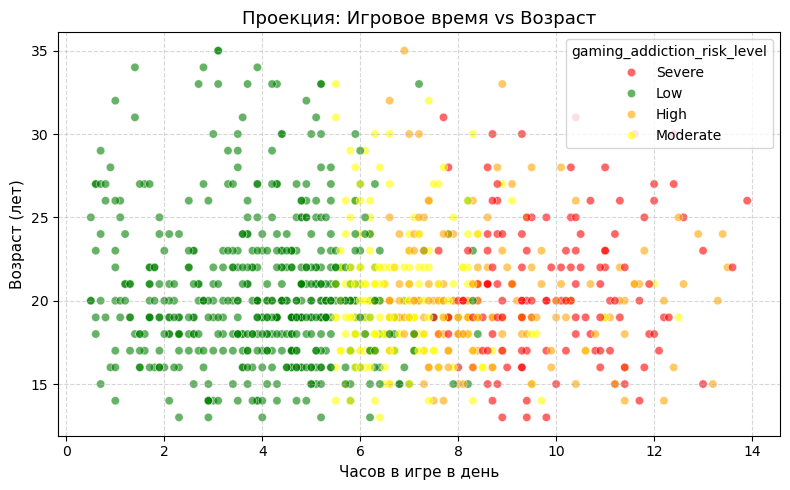 Проекция: Игровое время vs Возраст
gaming_addiction_risk_level
Severe
Low
High
Moderate
Возраст (лет)
35
30
25
20
15
0 2 4 6 8 10 12 14
Часов в игре в день